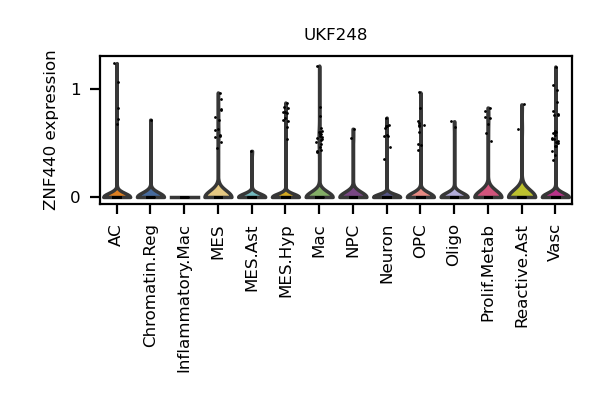 UKF248
ZNF440 expression
1
0
AC
Chromatin.Reg
Inflammatory.Mac
MES
MES.Ast
MES.Hyp
Mac
NPC
Neuron
OPC
Oligo
Prolif.Metab
Reactive.Ast
Vasc